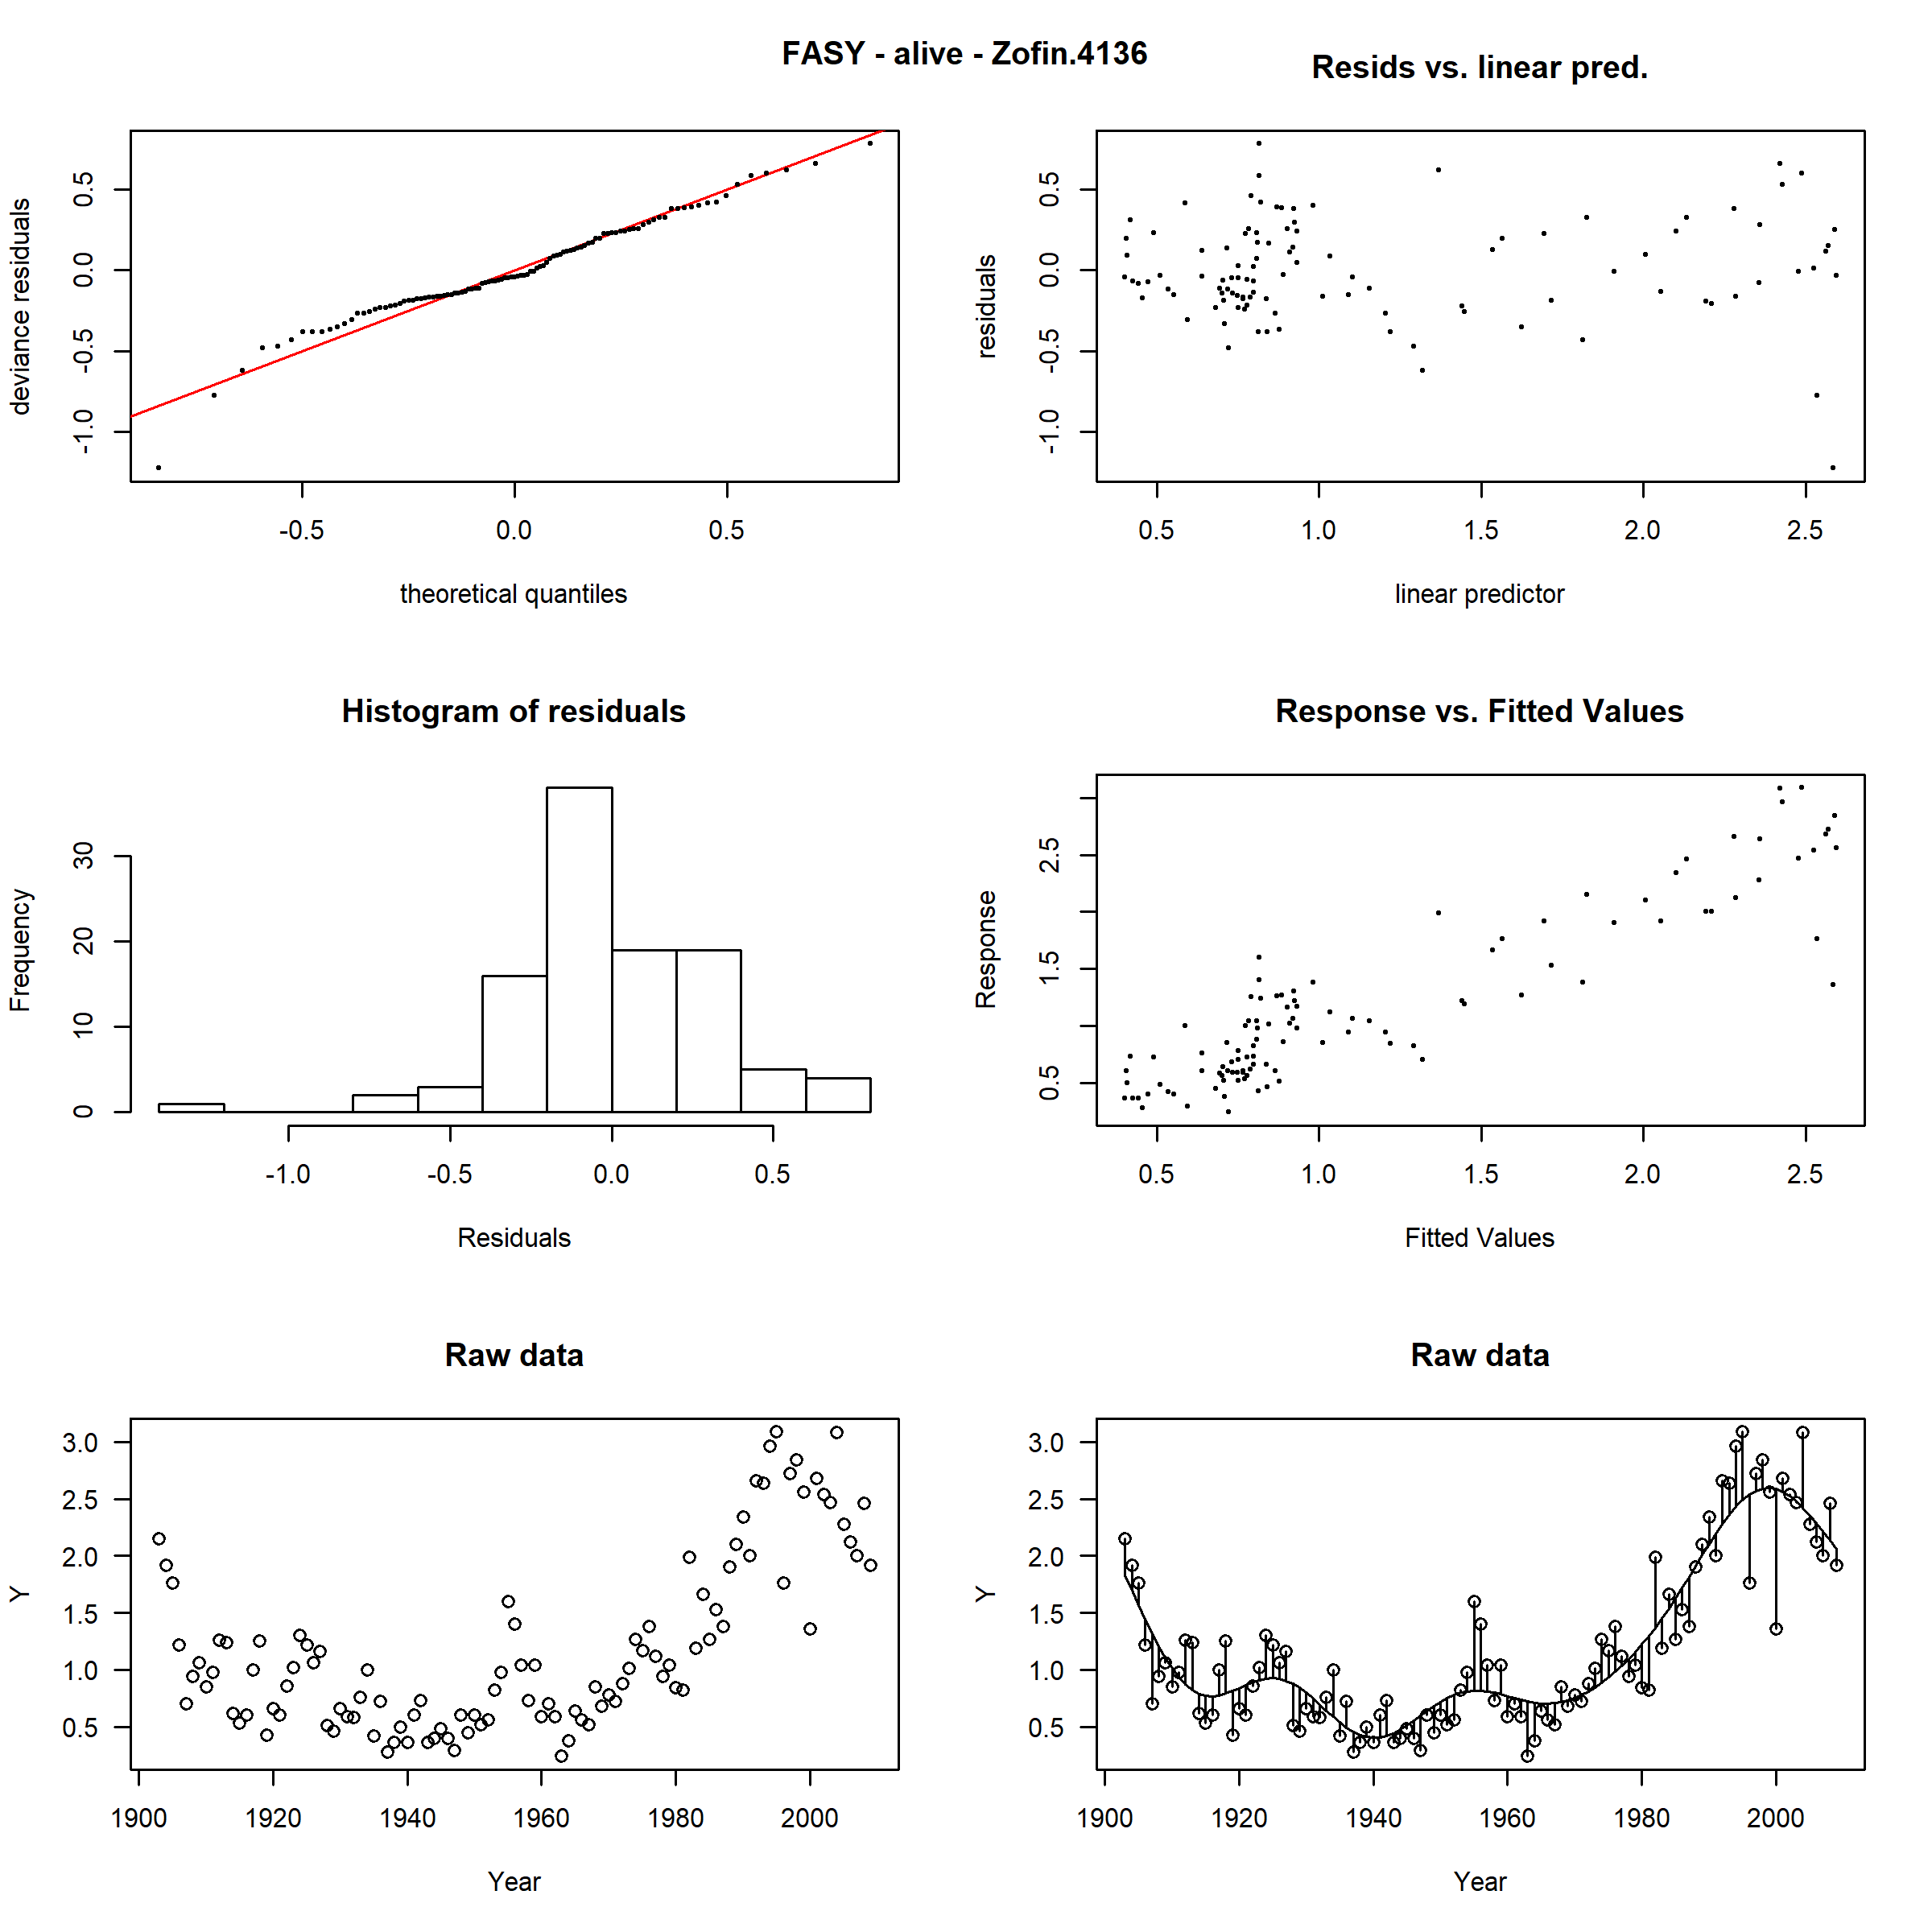 FASY - alive - Zofin.4136
Resids vs. linear pred.
deviance residuals
-1.0 -0.5 0.0 0.5
-0.5 0.0 0.5
theoretical quantiles
residuals
-1.0 -0.5 0.0 0.5
0.5 1.0 1.5 2.0 2.5
linear predictor
Histogram of residuals
Frequency
0 10 20 30
-1.0 -0.5 0.0 0.5
Residuals
Response vs. Fitted Values
Response
0.5 1.5 2.5
0.5 1.0 1.5 2.0 2.5
Fitted Values
Raw data
Y
3.0
2.5
2.0
1.5
1.0
0.5
1900 1920 1940 1960 1980 2000
Year
Raw data
Y
3.0
2.5
2.0
1.5
1.0
0.5
1900 1920 1940 1960 1980 2000
Year